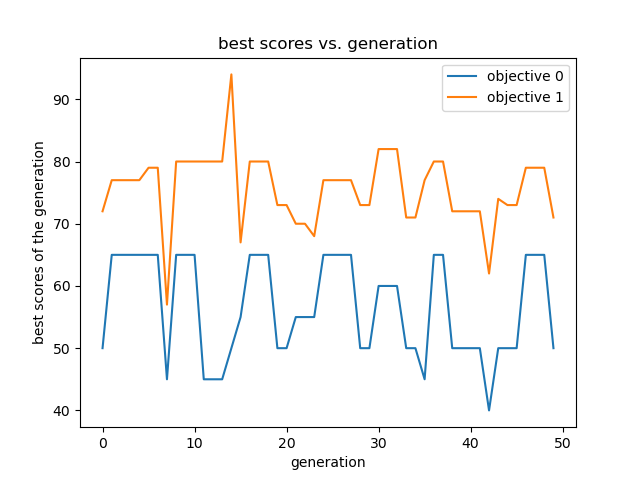 best scores vs. generation
objective 0
objective 1
best scores of the generation
90
80
70
60
50
40
0 10 20 30 40 50
generation